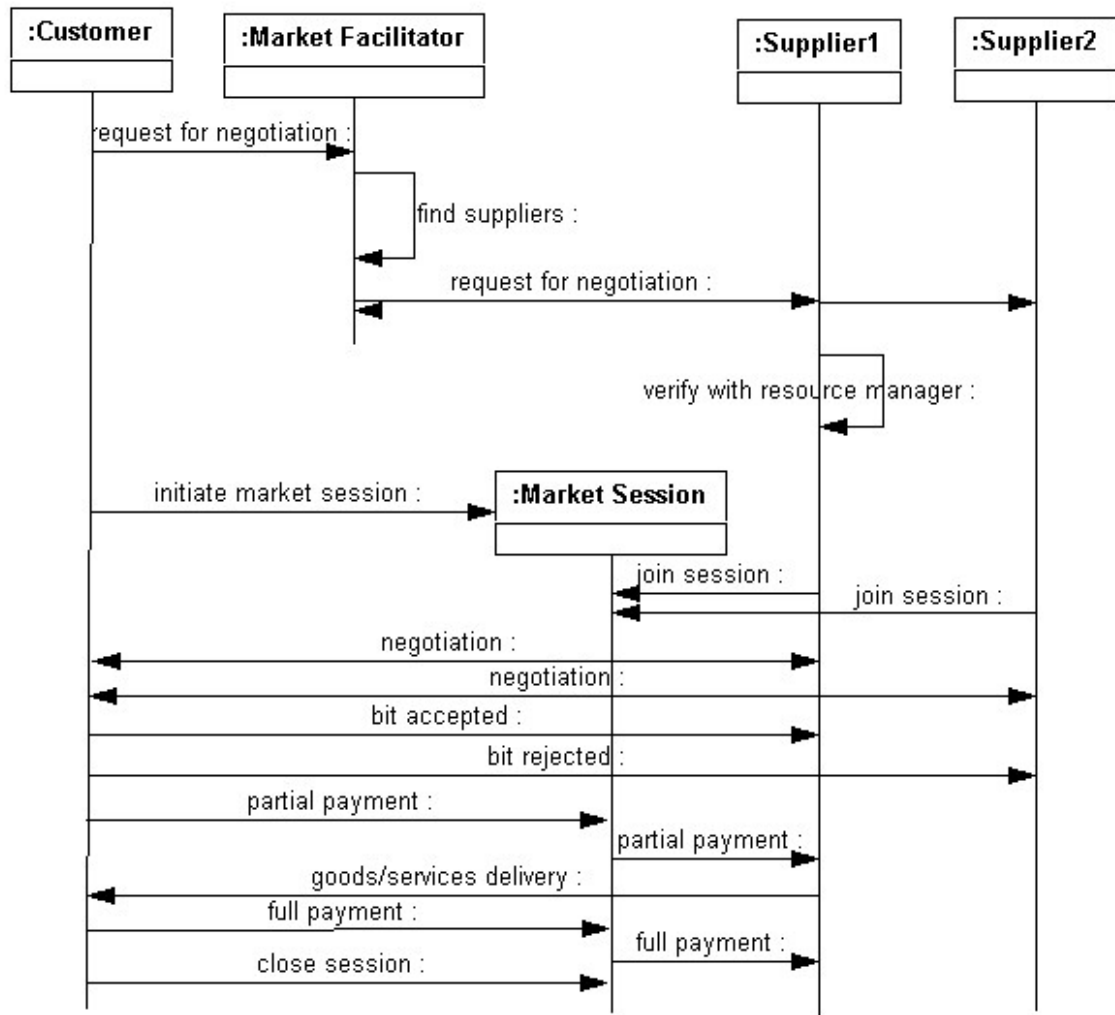 :Customer
:Market Facilitator
:Supplier1
:Supplier2
request for negotiation :
find suppliers :
request for negotiation :
verify with resource manager :
initiate market session :
:Market Session
join session :
join session :
negotiation :
negotiation :
bit accepted :
bit rejected :
partial payment :
partial payment :
goods/services delivery :
full payment :
full payment :
close session :